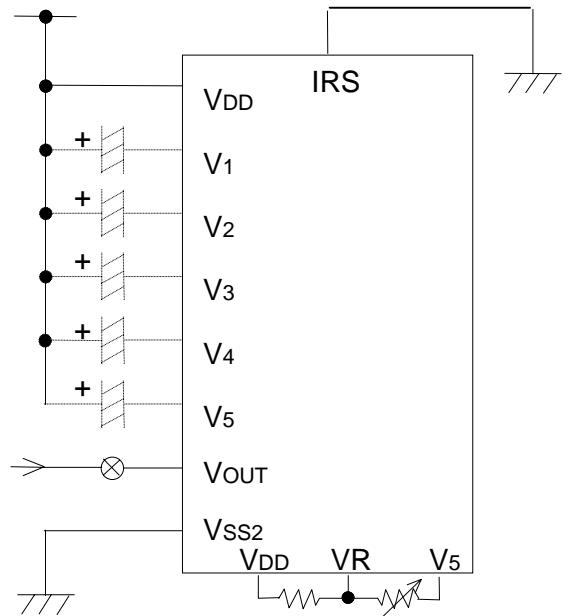 IRS
VDD
+ V1
+ V2
+ V3
+ V4
+ V5
VOUT
VSS2
VDD VR V5